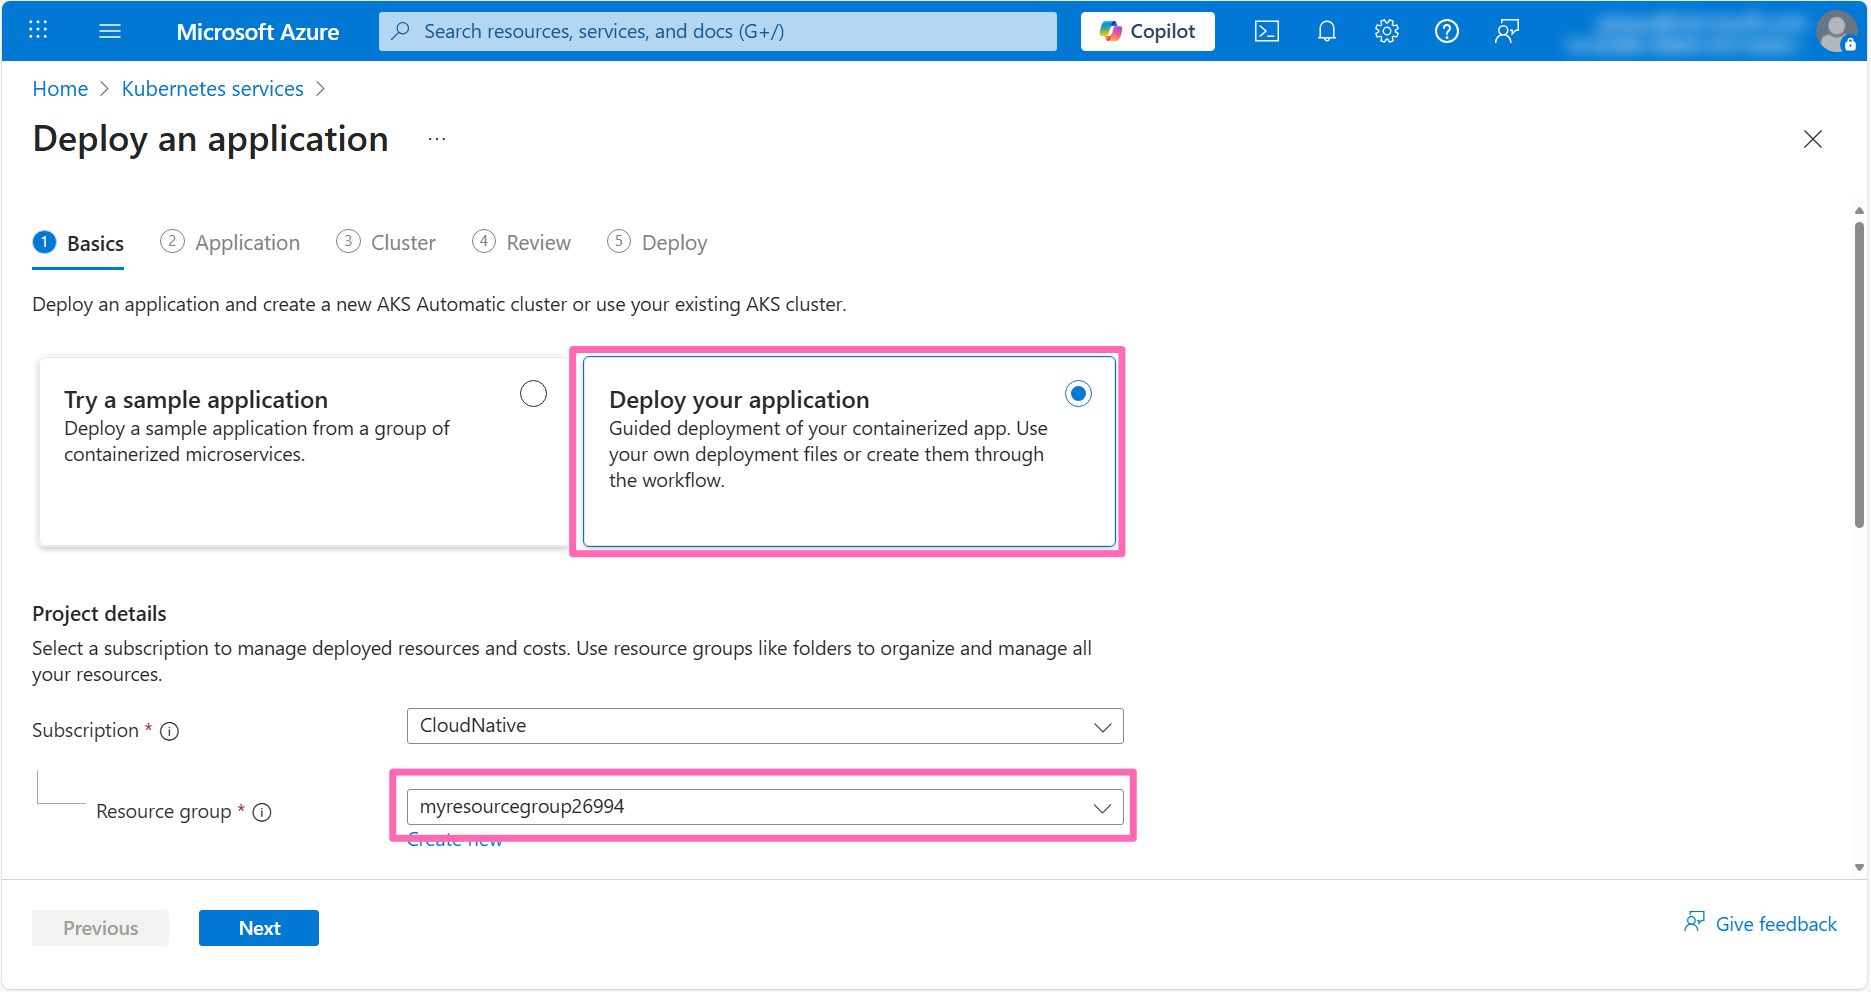 Microsoft Azure
Search resources, services, and docs (G+/)
Copilot
Home > Kubernetes services >
Deploy an application ...
1 Basics 2 Application 3 Cluster 4 Review 5 Deploy
Deploy an application and create a new AKS Automatic cluster or use your existing AKS cluster.
Try a sample application
Deploy a sample application from a group of
containerized microservices.
Deploy your application
Guided deployment of your containerized app. Use
your own deployment files or create them through
the workflow.
Project details
Select a subscription to manage deployed resources and costs. Use resource groups like folders to organize and manage all
your resources.
Subscription *
CloudNative
Resource group *
myresourcegroup26994
Create new
Previous
Next
Give feedback